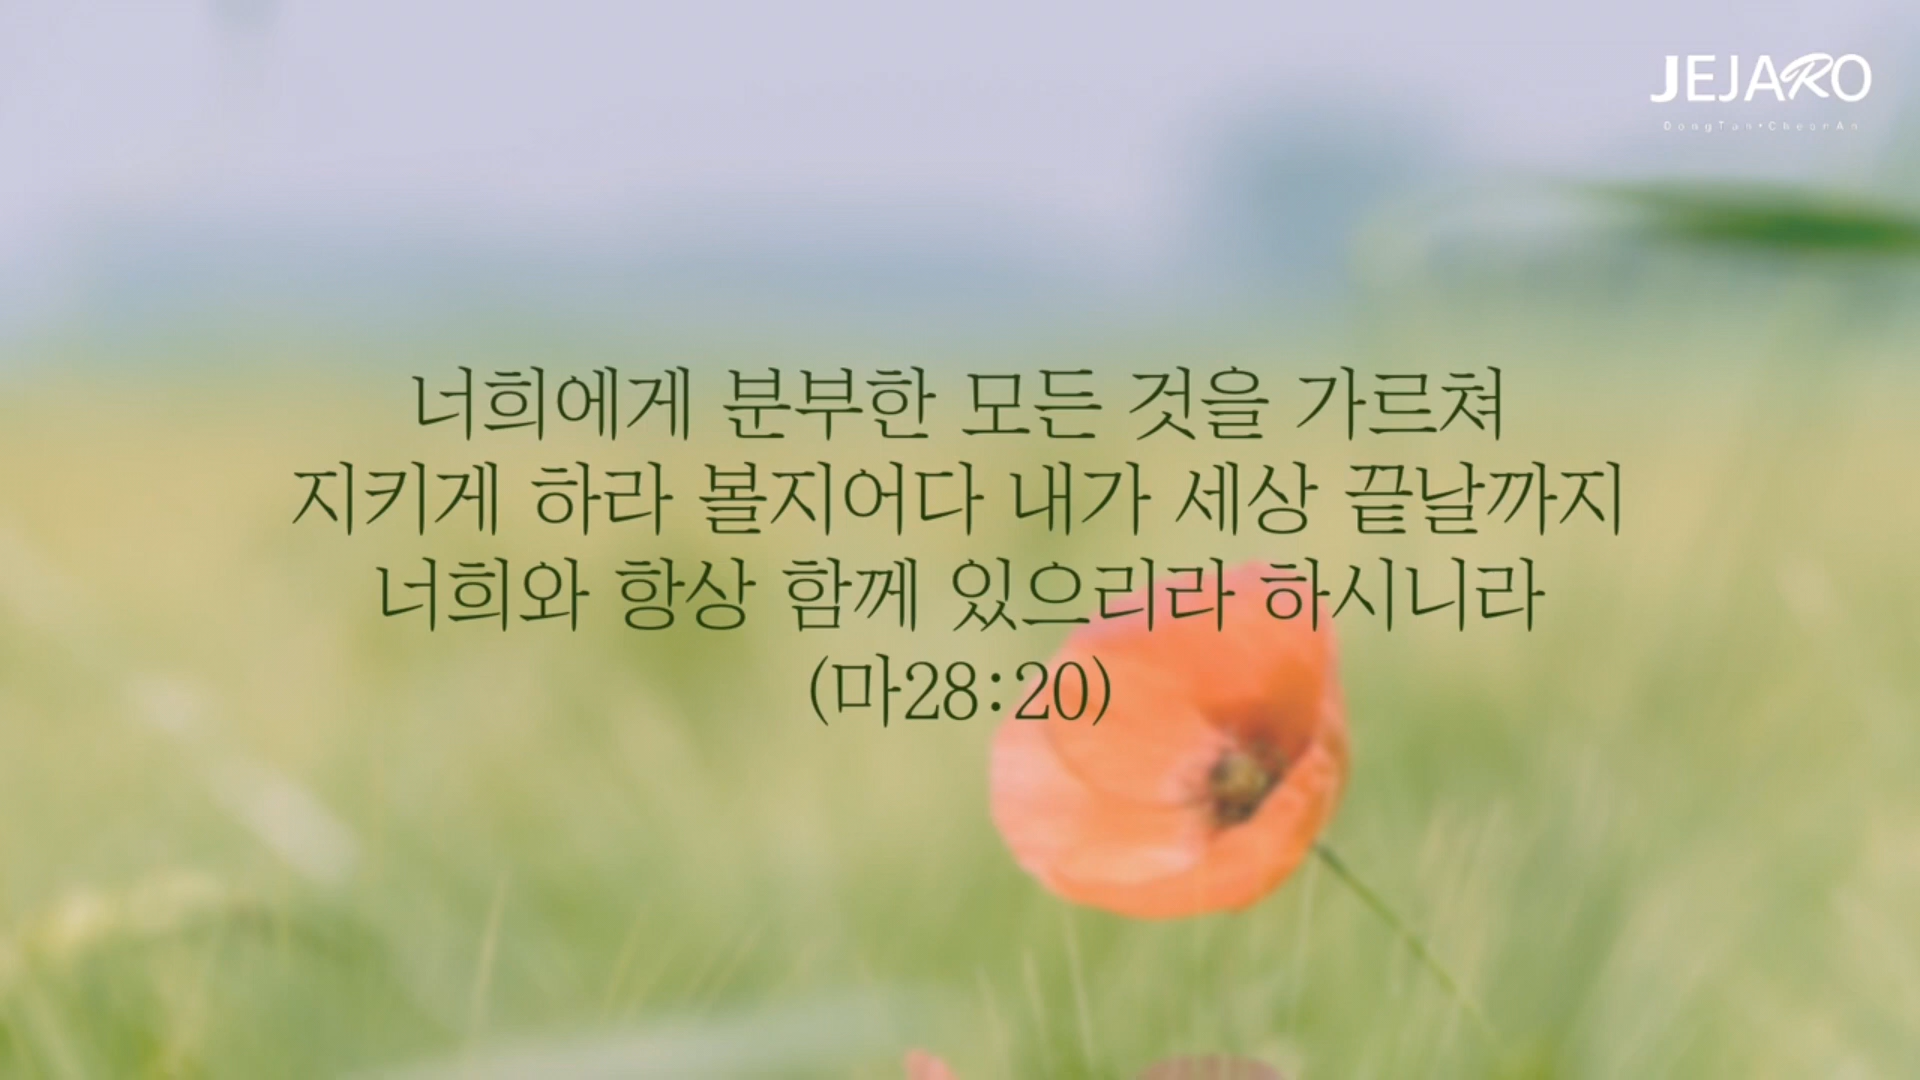 JEJARO
DongTan•CheonAn
너희에게 분부한 모든 것을 가르쳐
지키게 하라 볼지어다 내가 세상 끝날까지
너희와 항상 함께 있으리라 하시니라
(마28:20)